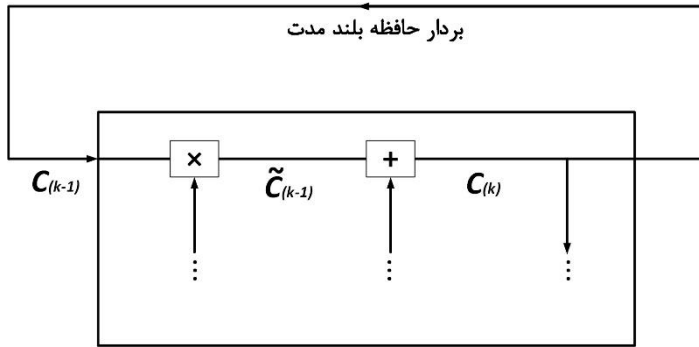 بردار حافظه بلند مدت
× +
C(k-1) C̃(k-1) C(k)
⋮ ⋮ ⋮